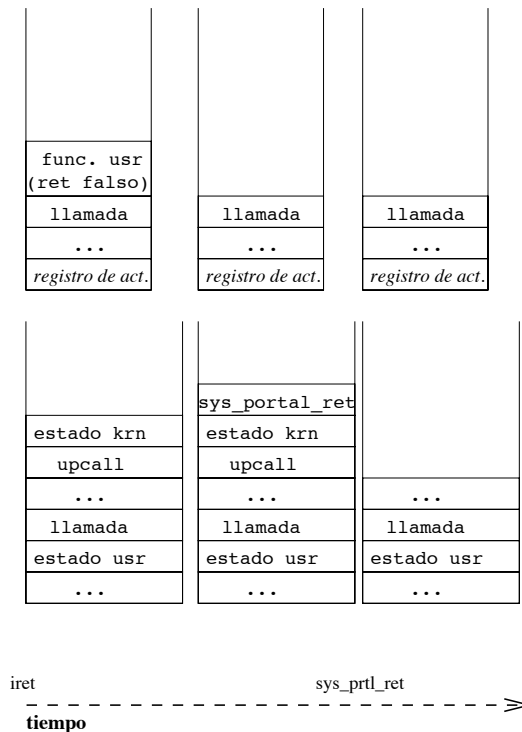 func. usr
(ret falso)
llamada llamada llamada
... ... ...
registro de act. registro de act. registro de act.
sys_portal_ret
estado krn estado krn
upcall upcall
... ... ...
llamada llamada llamada
estado usr estado usr estado usr
... ... ...
iret sys_prtl_ret
tiempo